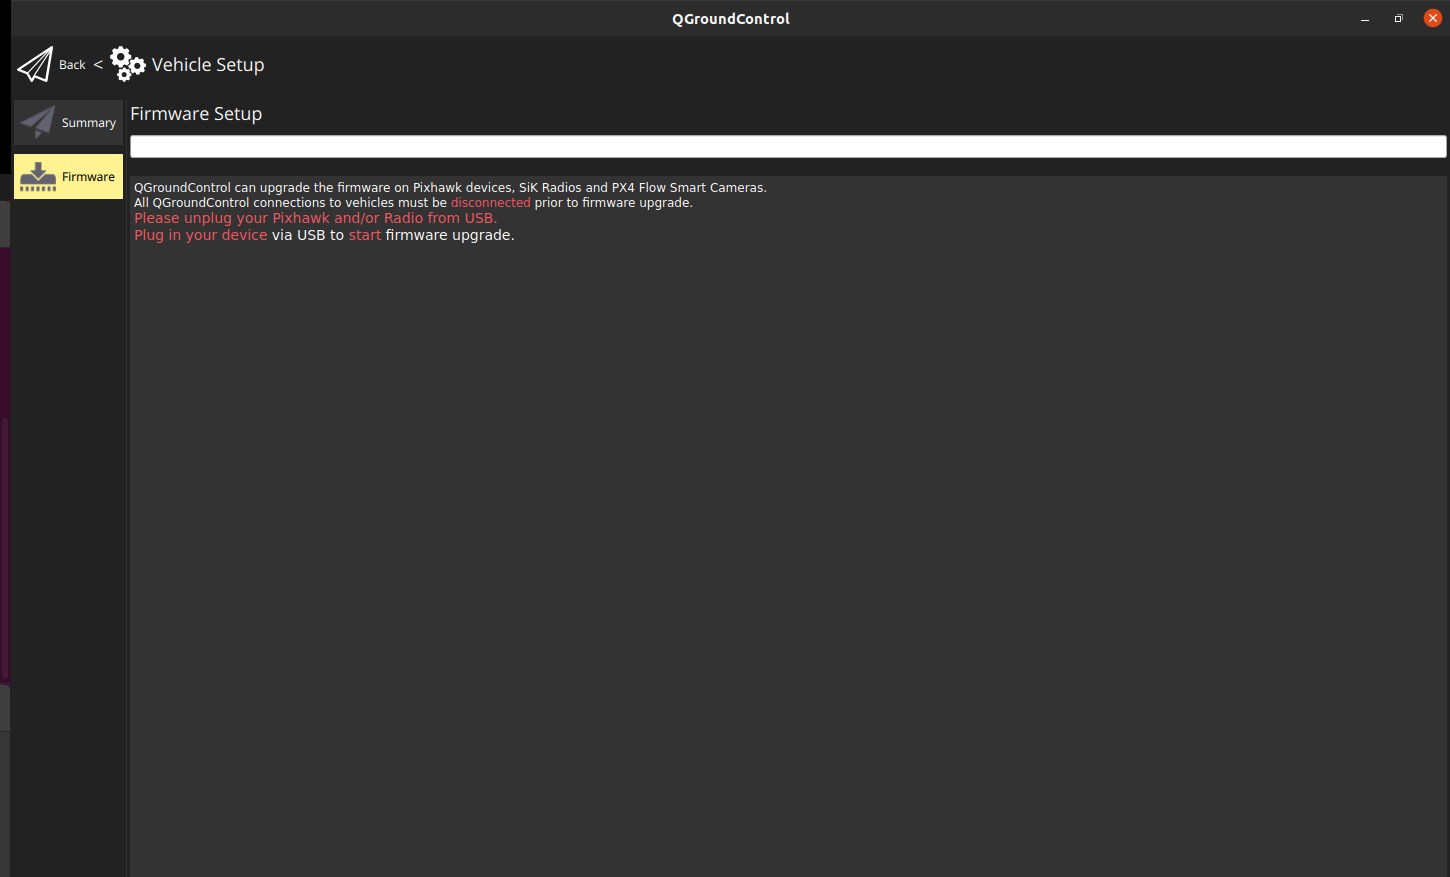 QGroundControl
Back < Vehicle Setup
Summary
Firmware
Firmware Setup
QGroundControl can upgrade the firmware on Pixhawk devices, SiK Radios and PX4 Flow Smart Cameras.
All QGroundControl connections to vehicles must be disconnected prior to firmware upgrade.
Please unplug your Pixhawk and/or Radio from USB.
Plug in your device via USB to start firmware upgrade.